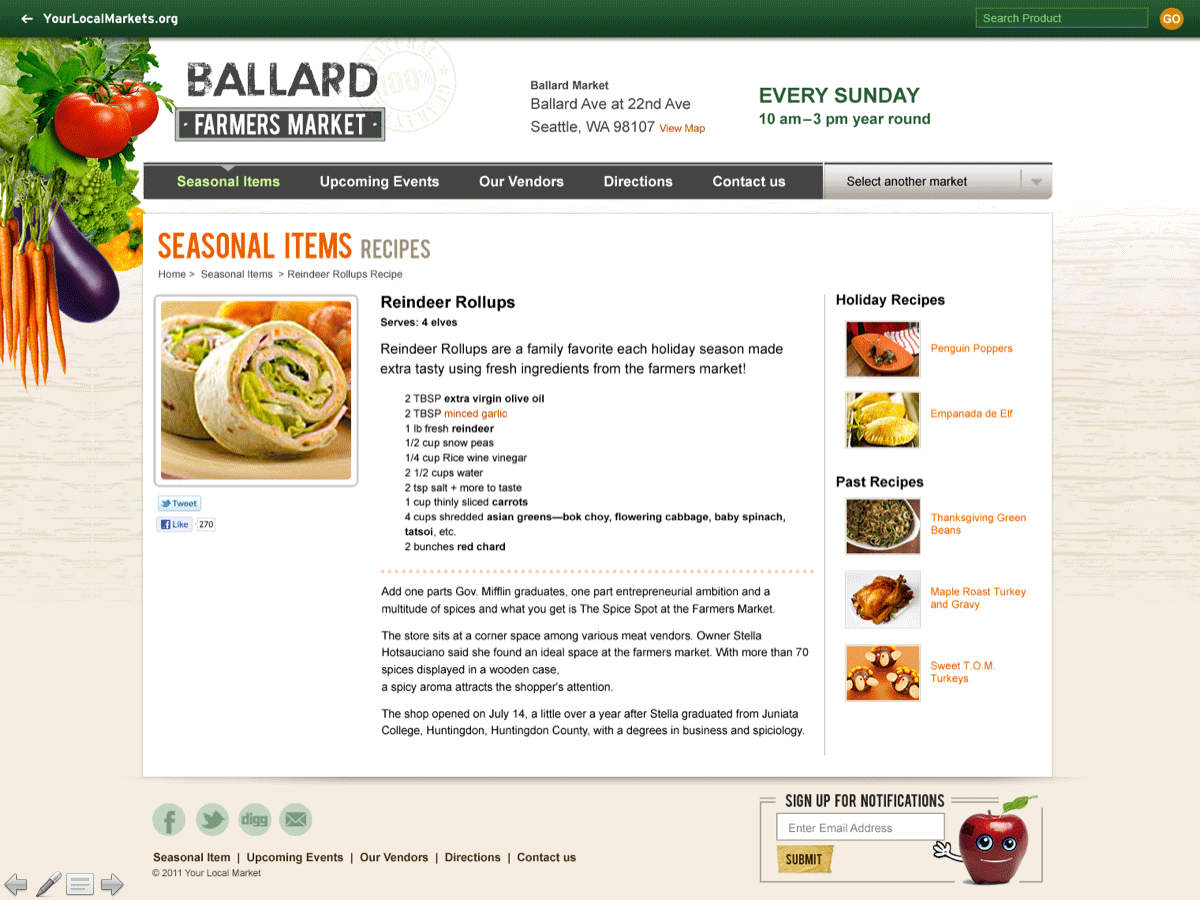 YourLocalMarkets.org
Search Product
GO
BALLARD
FARMERS MARKET
NATURAL
100%
Ballard Market
Ballard Ave at 22nd Ave
Seattle, WA 98107 View Map
EVERY SUNDAY
10 am–3 pm year round
Seasonal Items
Upcoming Events
Our Vendors
Directions
Contact us
Select another market
SEASONAL ITEMS RECIPES
Home > Seasonal Items > Reindeer Rollups Recipe
Tweet
Like 270
Reindeer Rollups
Serves: 4 elves
Reindeer Rollups are a family favorite each holiday season made
extra tasty using fresh ingredients from the farmers market!
2 TBSP extra virgin olive oil
2 TBSP minced garlic
1 lb fresh reindeer
1/2 cup snow peas
1/4 cup Rice wine vinegar
2 1/2 cups water
2 tsp salt + more to taste
1 cup thinly sliced carrots
4 cups shredded asian greens—bok choy, flowering cabbage, baby spinach,
tatsoi, etc.
2 bunches red chard
Add one parts Gov. Mifflin graduates, one part entrepreneurial ambition and a
multitude of spices and what you get is The Spice Spot at the Farmers Market.
The store sits at a corner space among various meat vendors. Owner Stella
Hotsauciano said she found an ideal space at the farmers market. With more than 70
spices displayed in a wooden case,
a spicy aroma attracts the shopper's attention.
The shop opened on July 14, a little over a year after Stella graduated from Juniata
College, Huntingdon, Huntingdon County, with a degrees in business and spiciology.
Holiday Recipes
Penguin Poppers
Empanada de Elf
Past Recipes
Thanksgiving Green
Beans
Maple Roast Turkey
and Gravy
Sweet T.O.M.
Turkeys
digg
Seasonal Item | Upcoming Events | Our Vendors | Directions | Contact us
© 2011 Your Local Market
SIGN UP FOR NOTIFICATIONS
Enter Email Address
SUBMIT